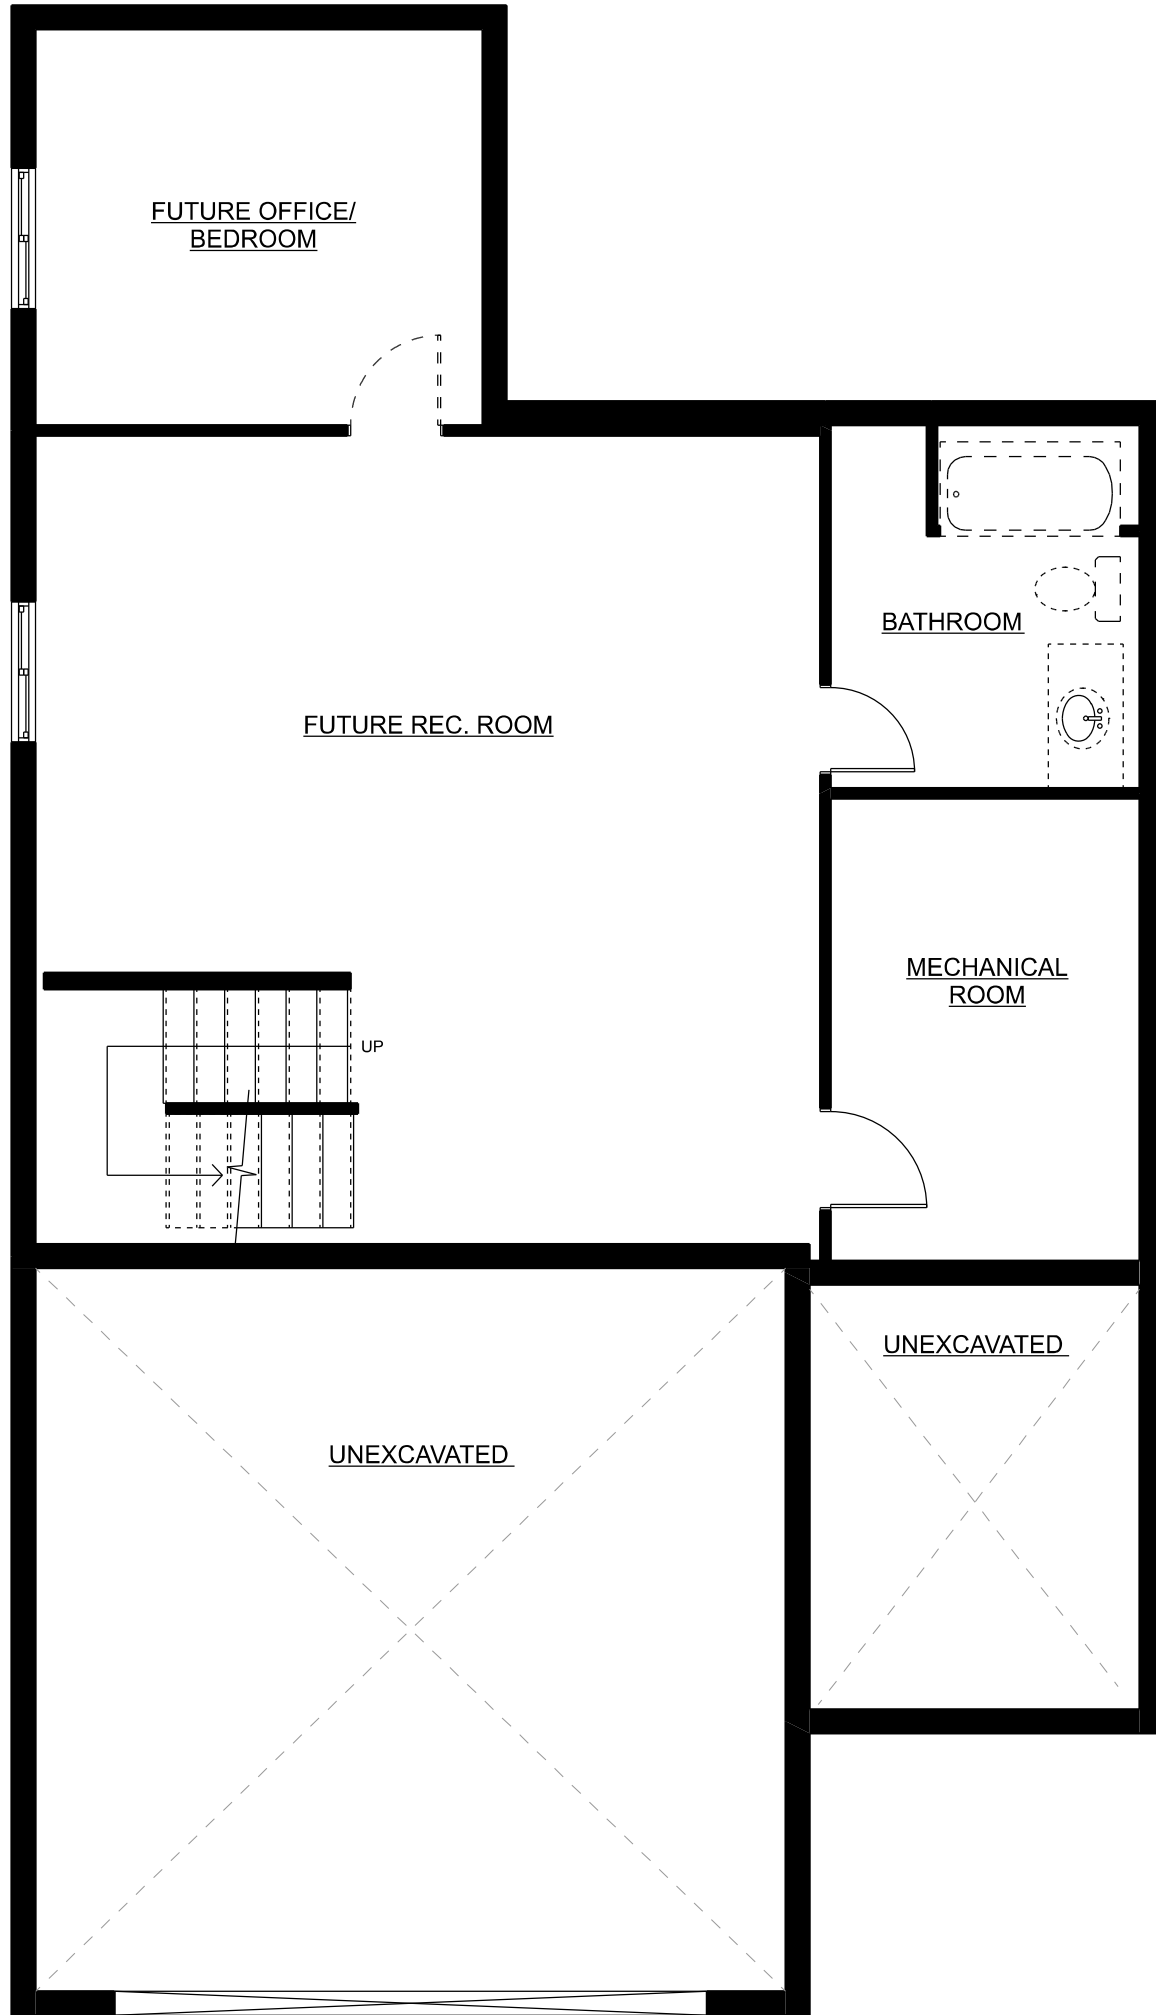 FUTURE OFFICE/
BEDROOM
BATHROOM
FUTURE REC. ROOM
MECHANICAL
ROOM
UP
UNEXCAVATED
UNEXCAVATED